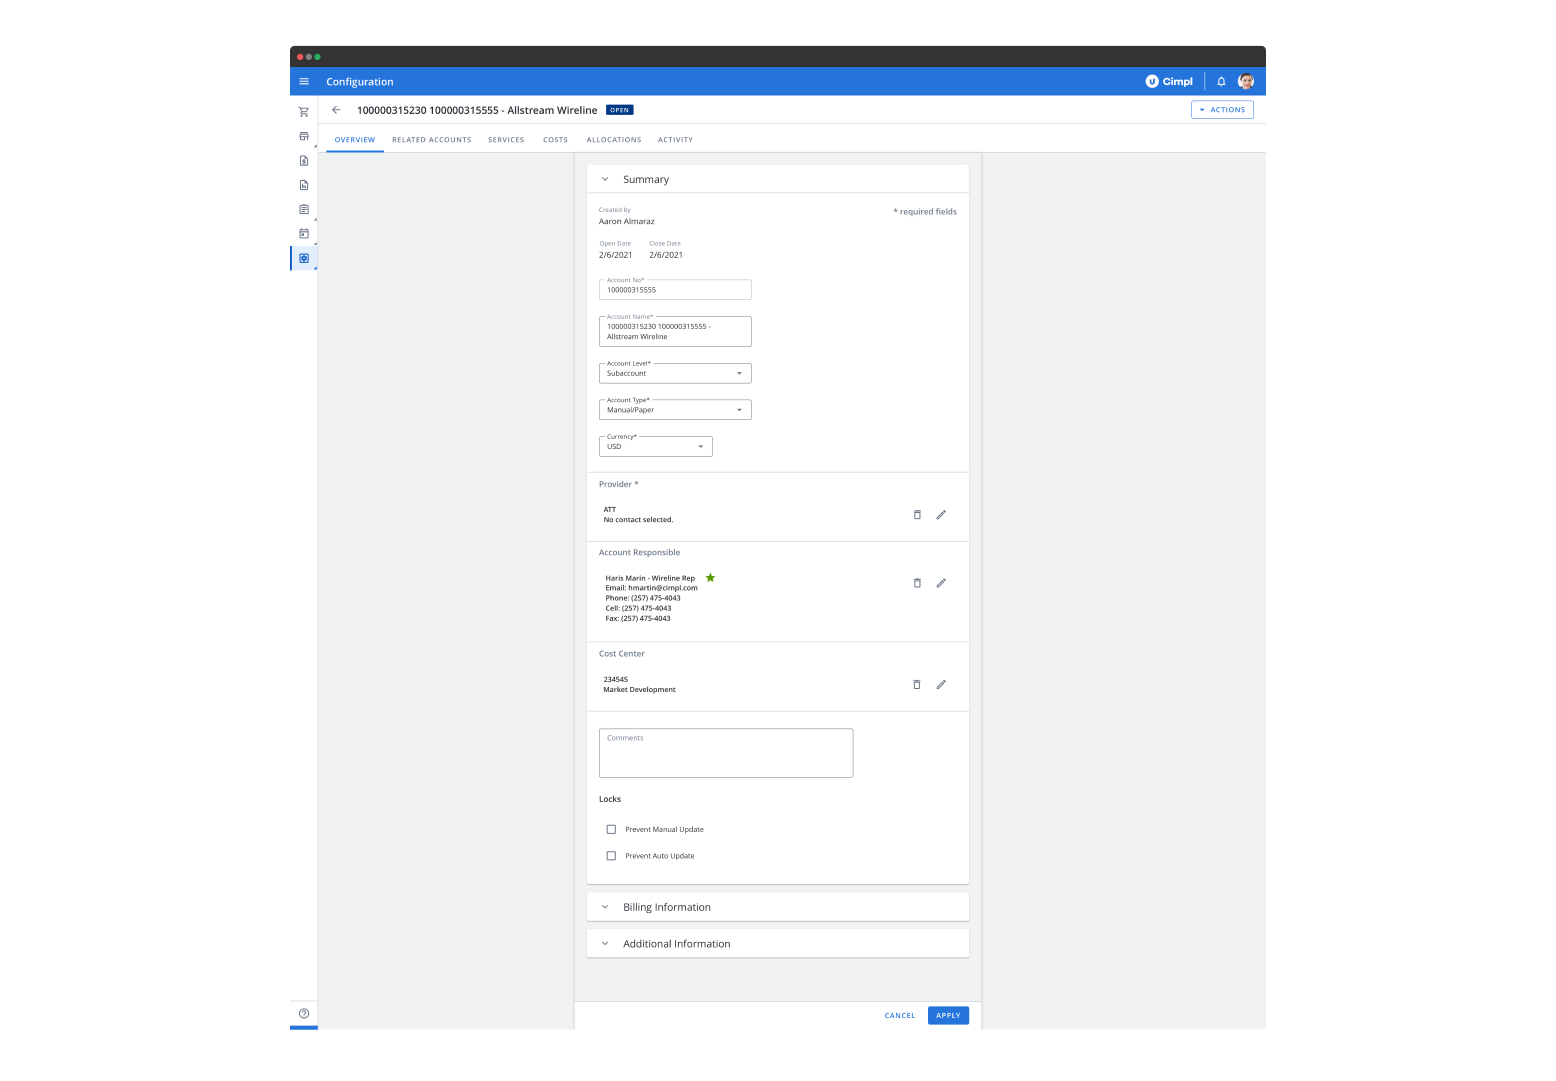 Configuration
Cimpl
100000315230 100000315555 - Allstream Wireline
OPEN
ACTIONS
OVERVIEW
RELATED ACCOUNTS
SERVICES
COSTS
ALLOCATIONS
ACTIVITY
Summary
Created by
* required fields
Aaron Almaraz
Open Date
Close Date
2/6/2021
2/6/2021
Account No*
100000315555
Account Name*
100000315230 100000315555 -
Allstream Wireline
Account Level*
Subaccount
Account Type*
Manual/Paper
Currency*
USD
Provider *
ATT
No contact selected.
Account Responsible
Haris Marin - Wireline Rep
Email: hmartin@cimpl.com
Phone: (257) 475-4043
Cell: (257) 475-4043
Fax: (257) 475-4043
Cost Center
234545
Market Development
Comments
Locks
Prevent Manual Update
Prevent Auto Update
Billing Information
Additional Information
CANCEL
APPLY